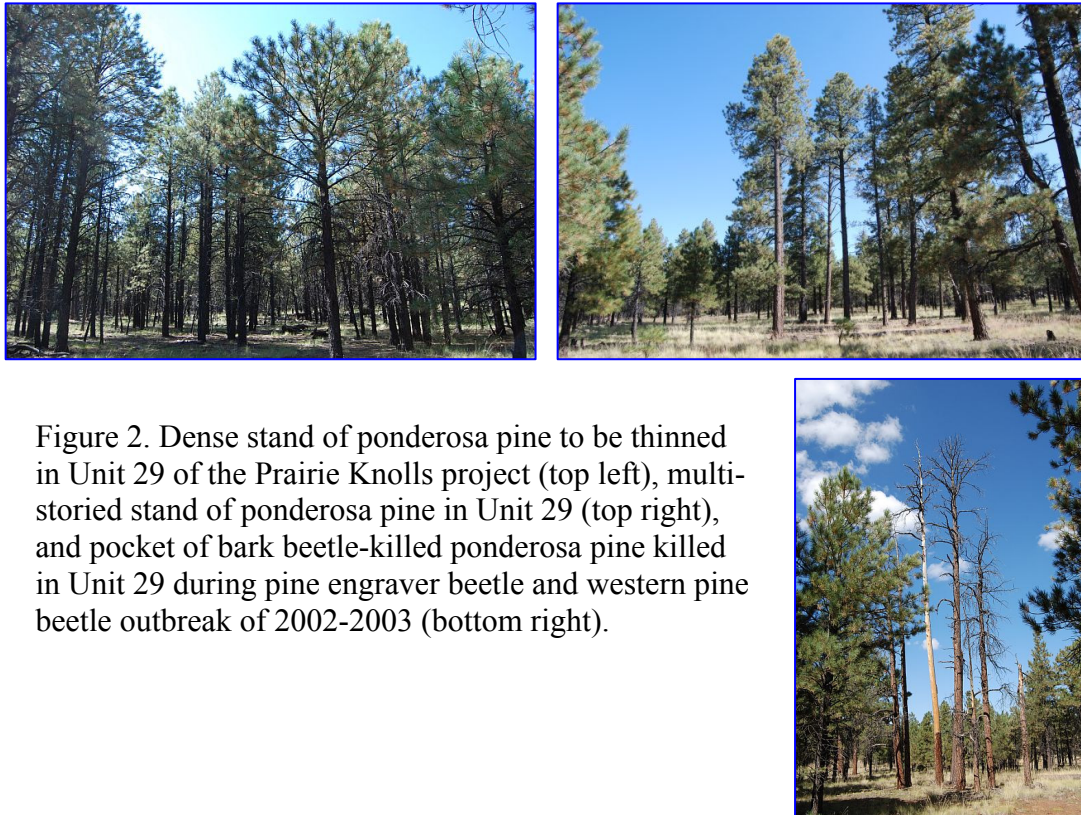 Figure 2. Dense stand of ponderosa pine to be thinned
in Unit 29 of the Prairie Knolls project (top left), multi-
storied stand of ponderosa pine in Unit 29 (top right),
and pocket of bark beetle-killed ponderosa pine killed
in Unit 29 during pine engraver beetle and western pine
beetle outbreak of 2002-2003 (bottom right).